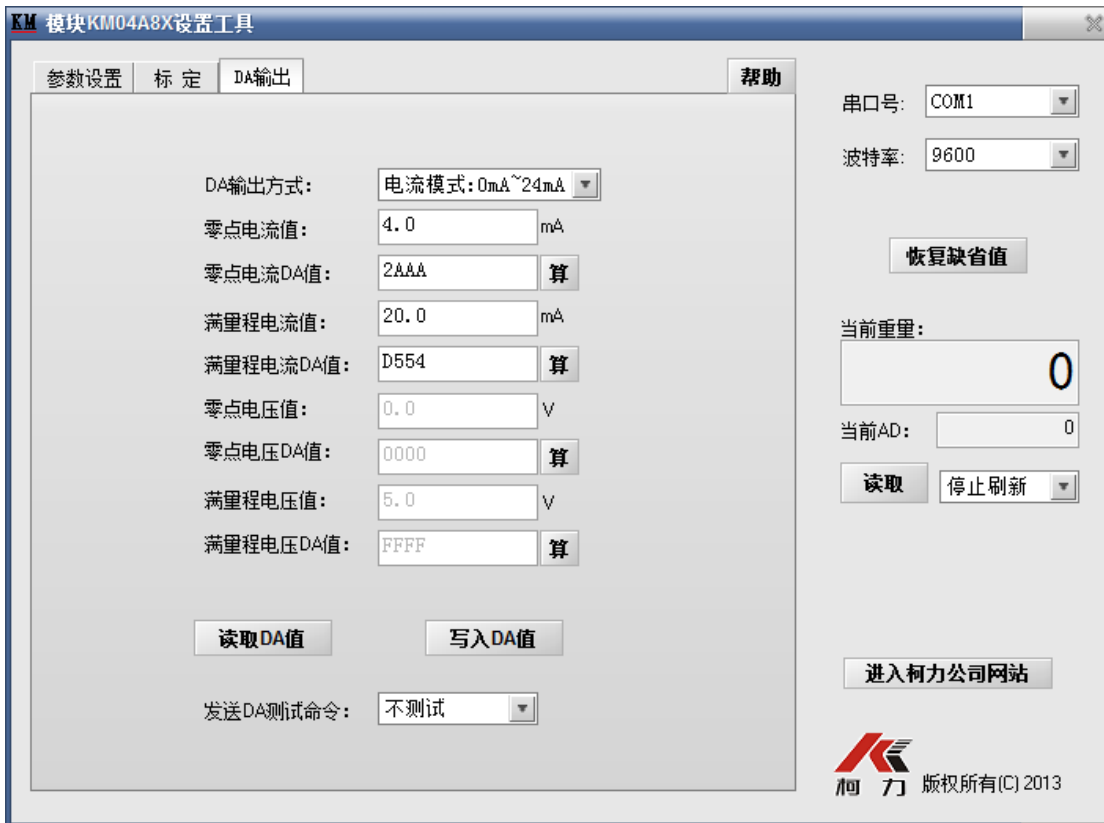 KM 模块KM04A8X设置工具
参数设置 标 定 DA输出 帮助
DA输出方式: 电流模式:0mA~24mA
零点电流值: 4.0 mA
零点电流DA值: 2AAA 算
满量程电流值: 20.0 mA
满量程电流DA值: D554 算
零点电压值: 0.0 V
零点电压DA值: 0000 算
满量程电压值: 5.0 V
满量程电压DA值: FFFF 算
读取DA值 写入DA值
发送DA测试命令: 不测试
串口号: COM1
波特率: 9600
恢复缺省值
当前重量:
0
当前AD: 0
读取 停止刷新
进入柯力公司网站
柯 力 版权所有(C) 2013